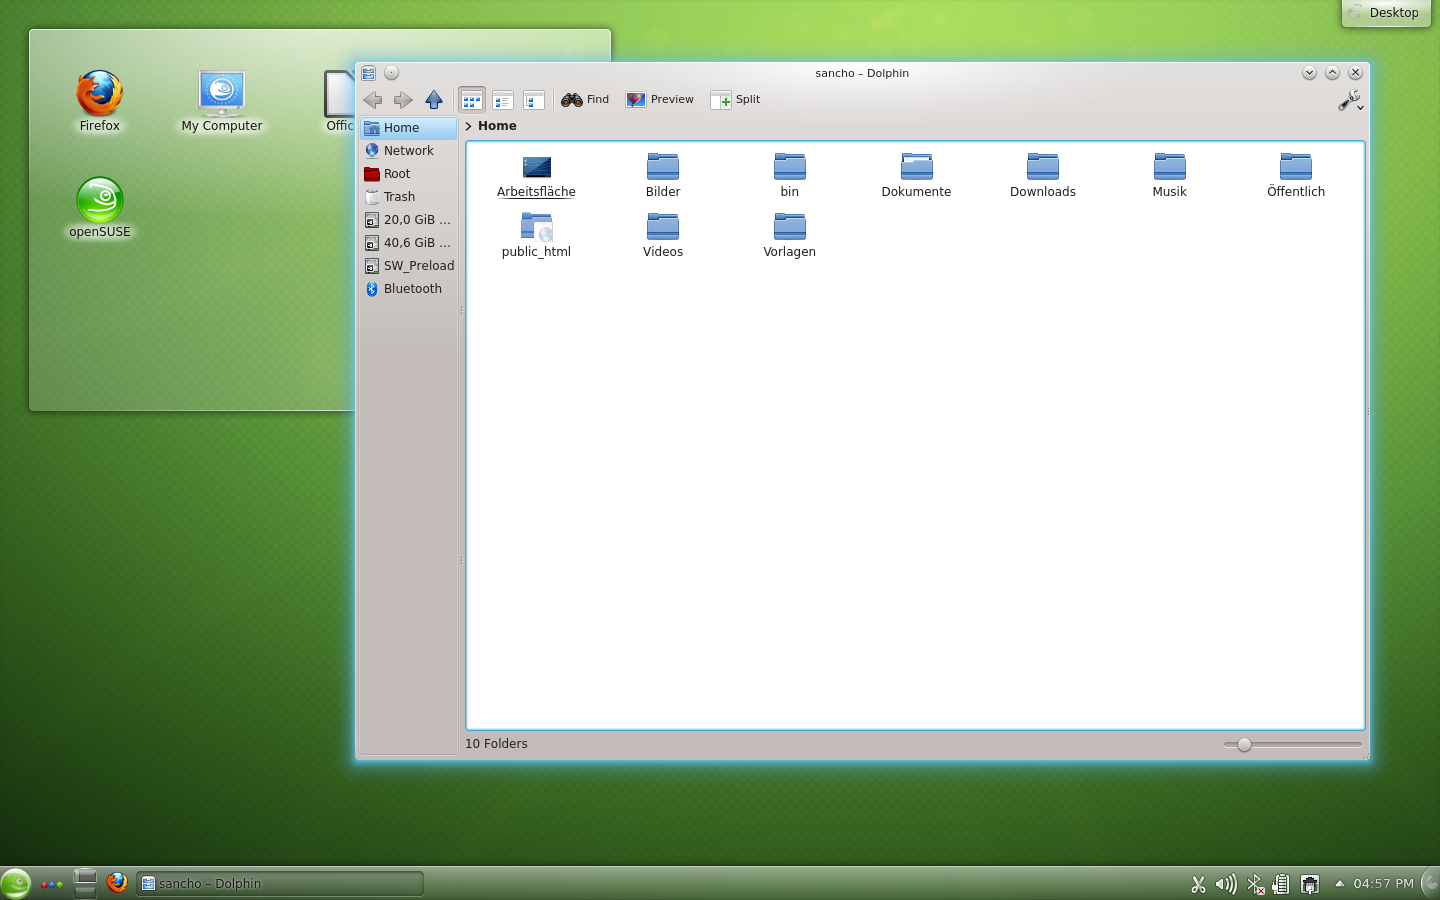 Desktop
Firefox
My Computer
Offic
openSUSE
sancho – Dolphin
Find
Preview
Split
Home
Network
Root
Trash
20,0 GiB ...
40,6 GiB ...
SW_Preload
Bluetooth
> Home
Arbeitsfläche
Bilder
bin
Dokumente
Downloads
Musik
Öffentlich
public_html
Videos
Vorlagen
10 Folders
sancho – Dolphin
04:57 PM